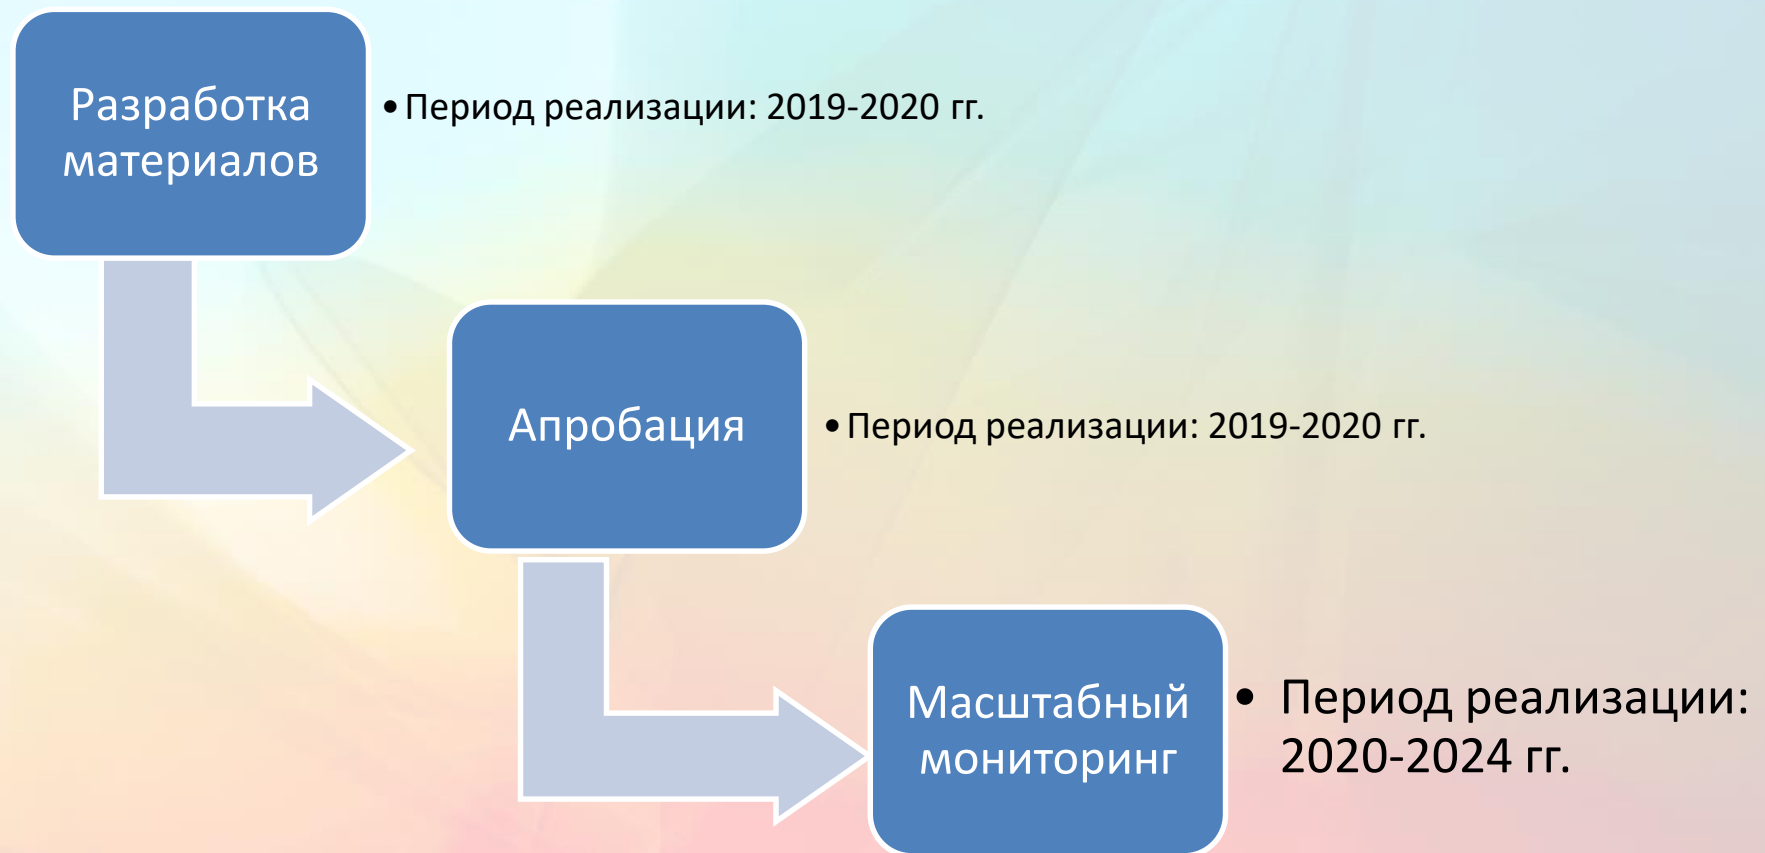 Разработка
материалов
•Период реализации: 2019-2020 гг.
Апробация
•Период реализации: 2019-2020 гг.
Масштабный
мониторинг
• Период реализации:
2020-2024 гг.